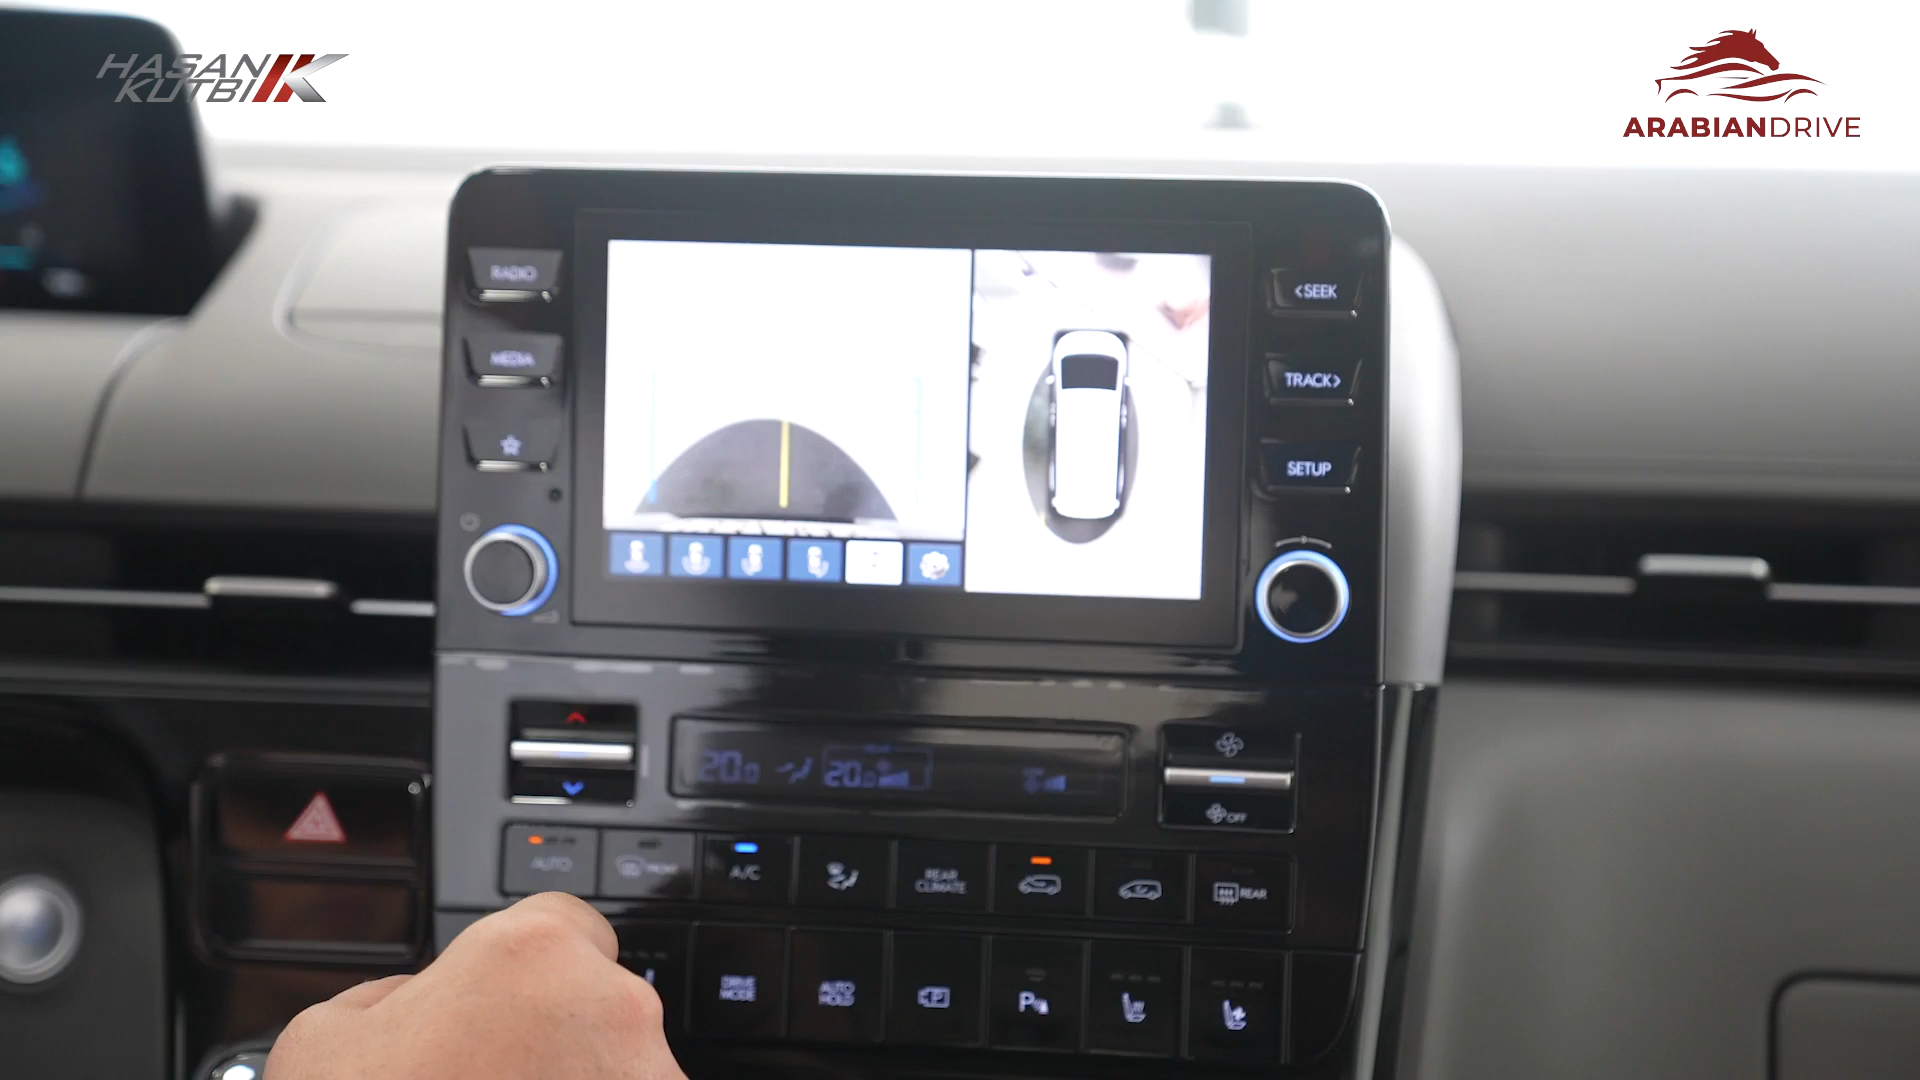 HASAN
KUTBI
ARABIANDRIVE
RADIO
MEDIA
<SEEK
TRACK>
SETUP
20.0
20.0
OFF
AUTO
FRONT
A/C
REAR
CLIMATE
REAR
DRIVE
MODE
AUTO
HOLD
P
P